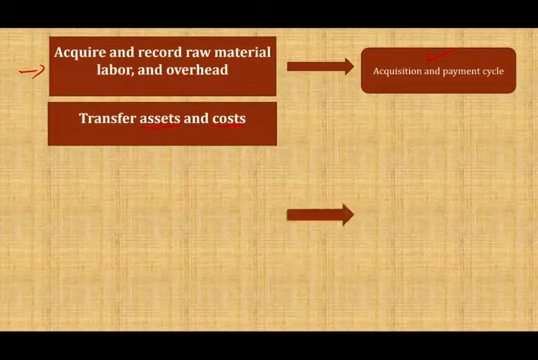 Acquire and record raw material
labor, and overhead
Acquisition and payment cycle
Transfer assets and costs